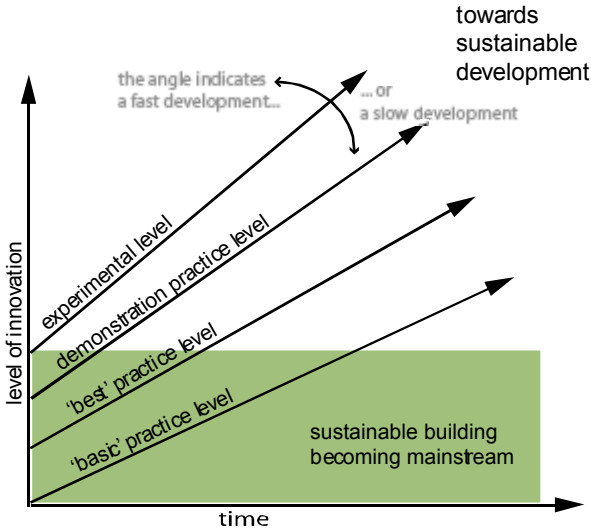 towards
sustainable
development
the angle indicates
a fast development...
... or
a slow development
level of innovation
experimental level
demonstration practice level
‘best’ practice level
‘basic’ practice level
sustainable building
becoming mainstream
time